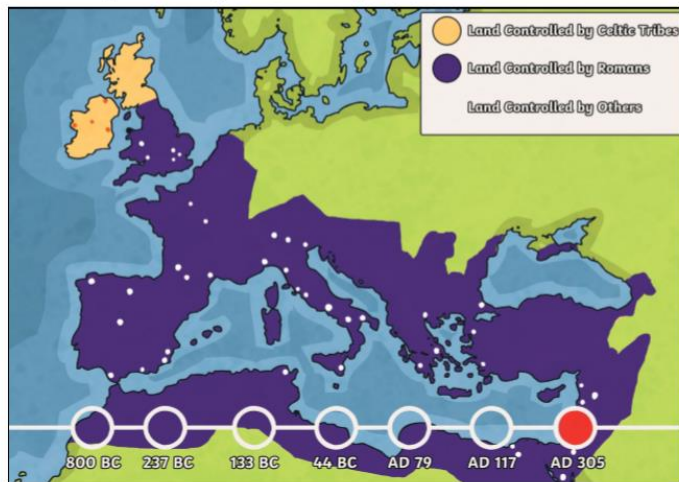 Land Controlled by Celtic Tribes
Land Controlled by Romans
Land Controlled by Others
800 BC 237 BC 133 BC 44 BC AD 79 AD 117 AD 305